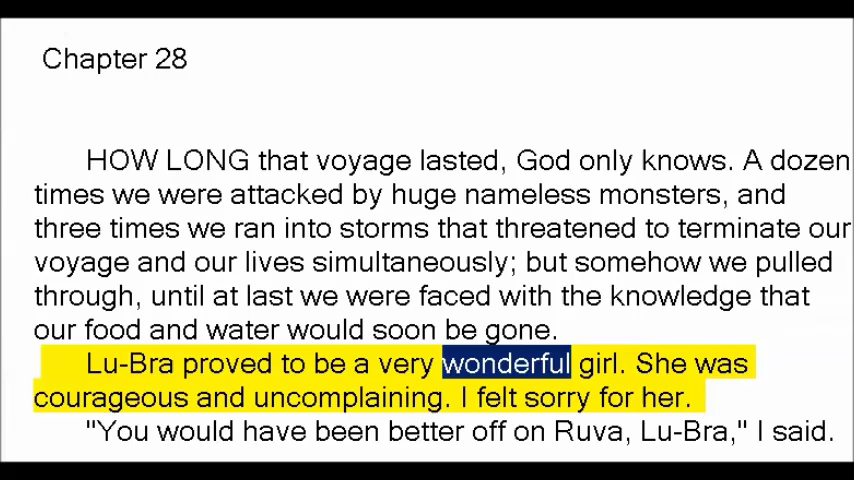 Chapter 28
HOW LONG that voyage lasted, God only knows. A dozen
times we were attacked by huge nameless monsters, and
three times we ran into storms that threatened to terminate our
voyage and our lives simultaneously; but somehow we pulled
through, until at last we were faced with the knowledge that
our food and water would soon be gone.
Lu-Bra proved to be a very wonderful girl. She was
courageous and uncomplaining. I felt sorry for her.
"You would have been better off on Ruva, Lu-Bra," I said.